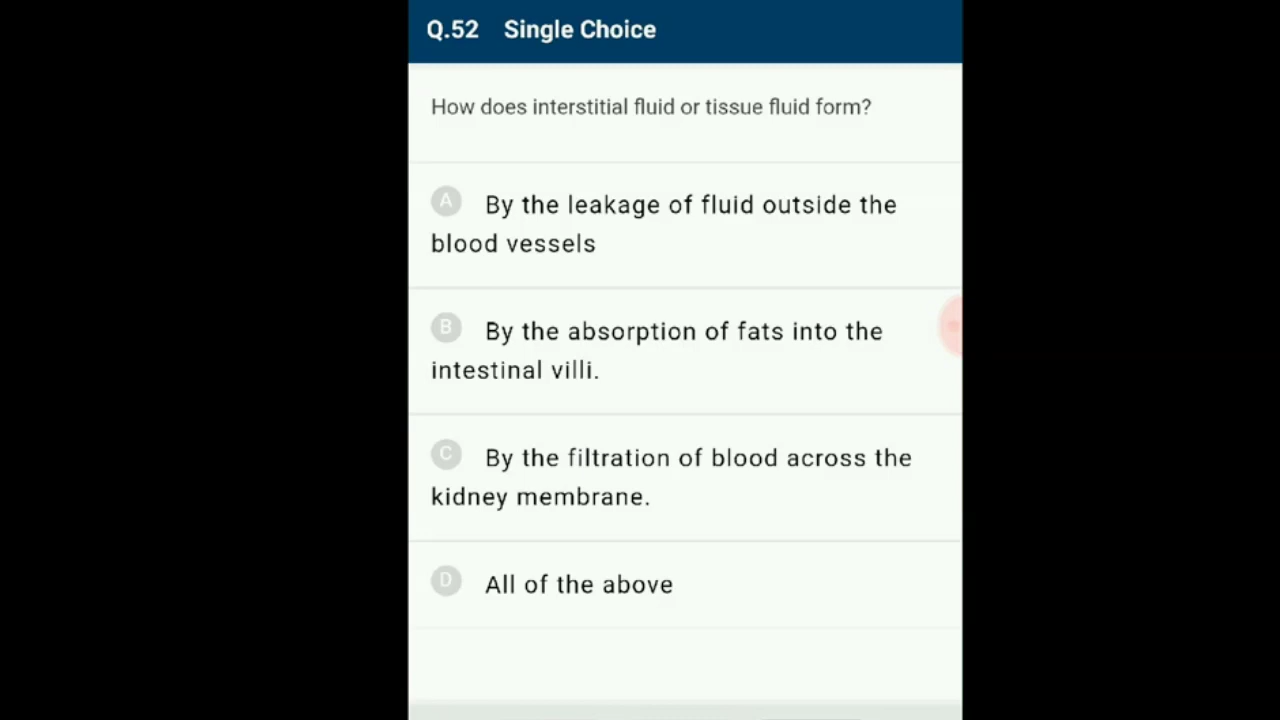 Q.52 Single Choice
How does interstitial fluid or tissue fluid form?
A By the leakage of fluid outside the
blood vessels
B By the absorption of fats into the
intestinal villi.
C By the filtration of blood across the
kidney membrane.
D All of the above